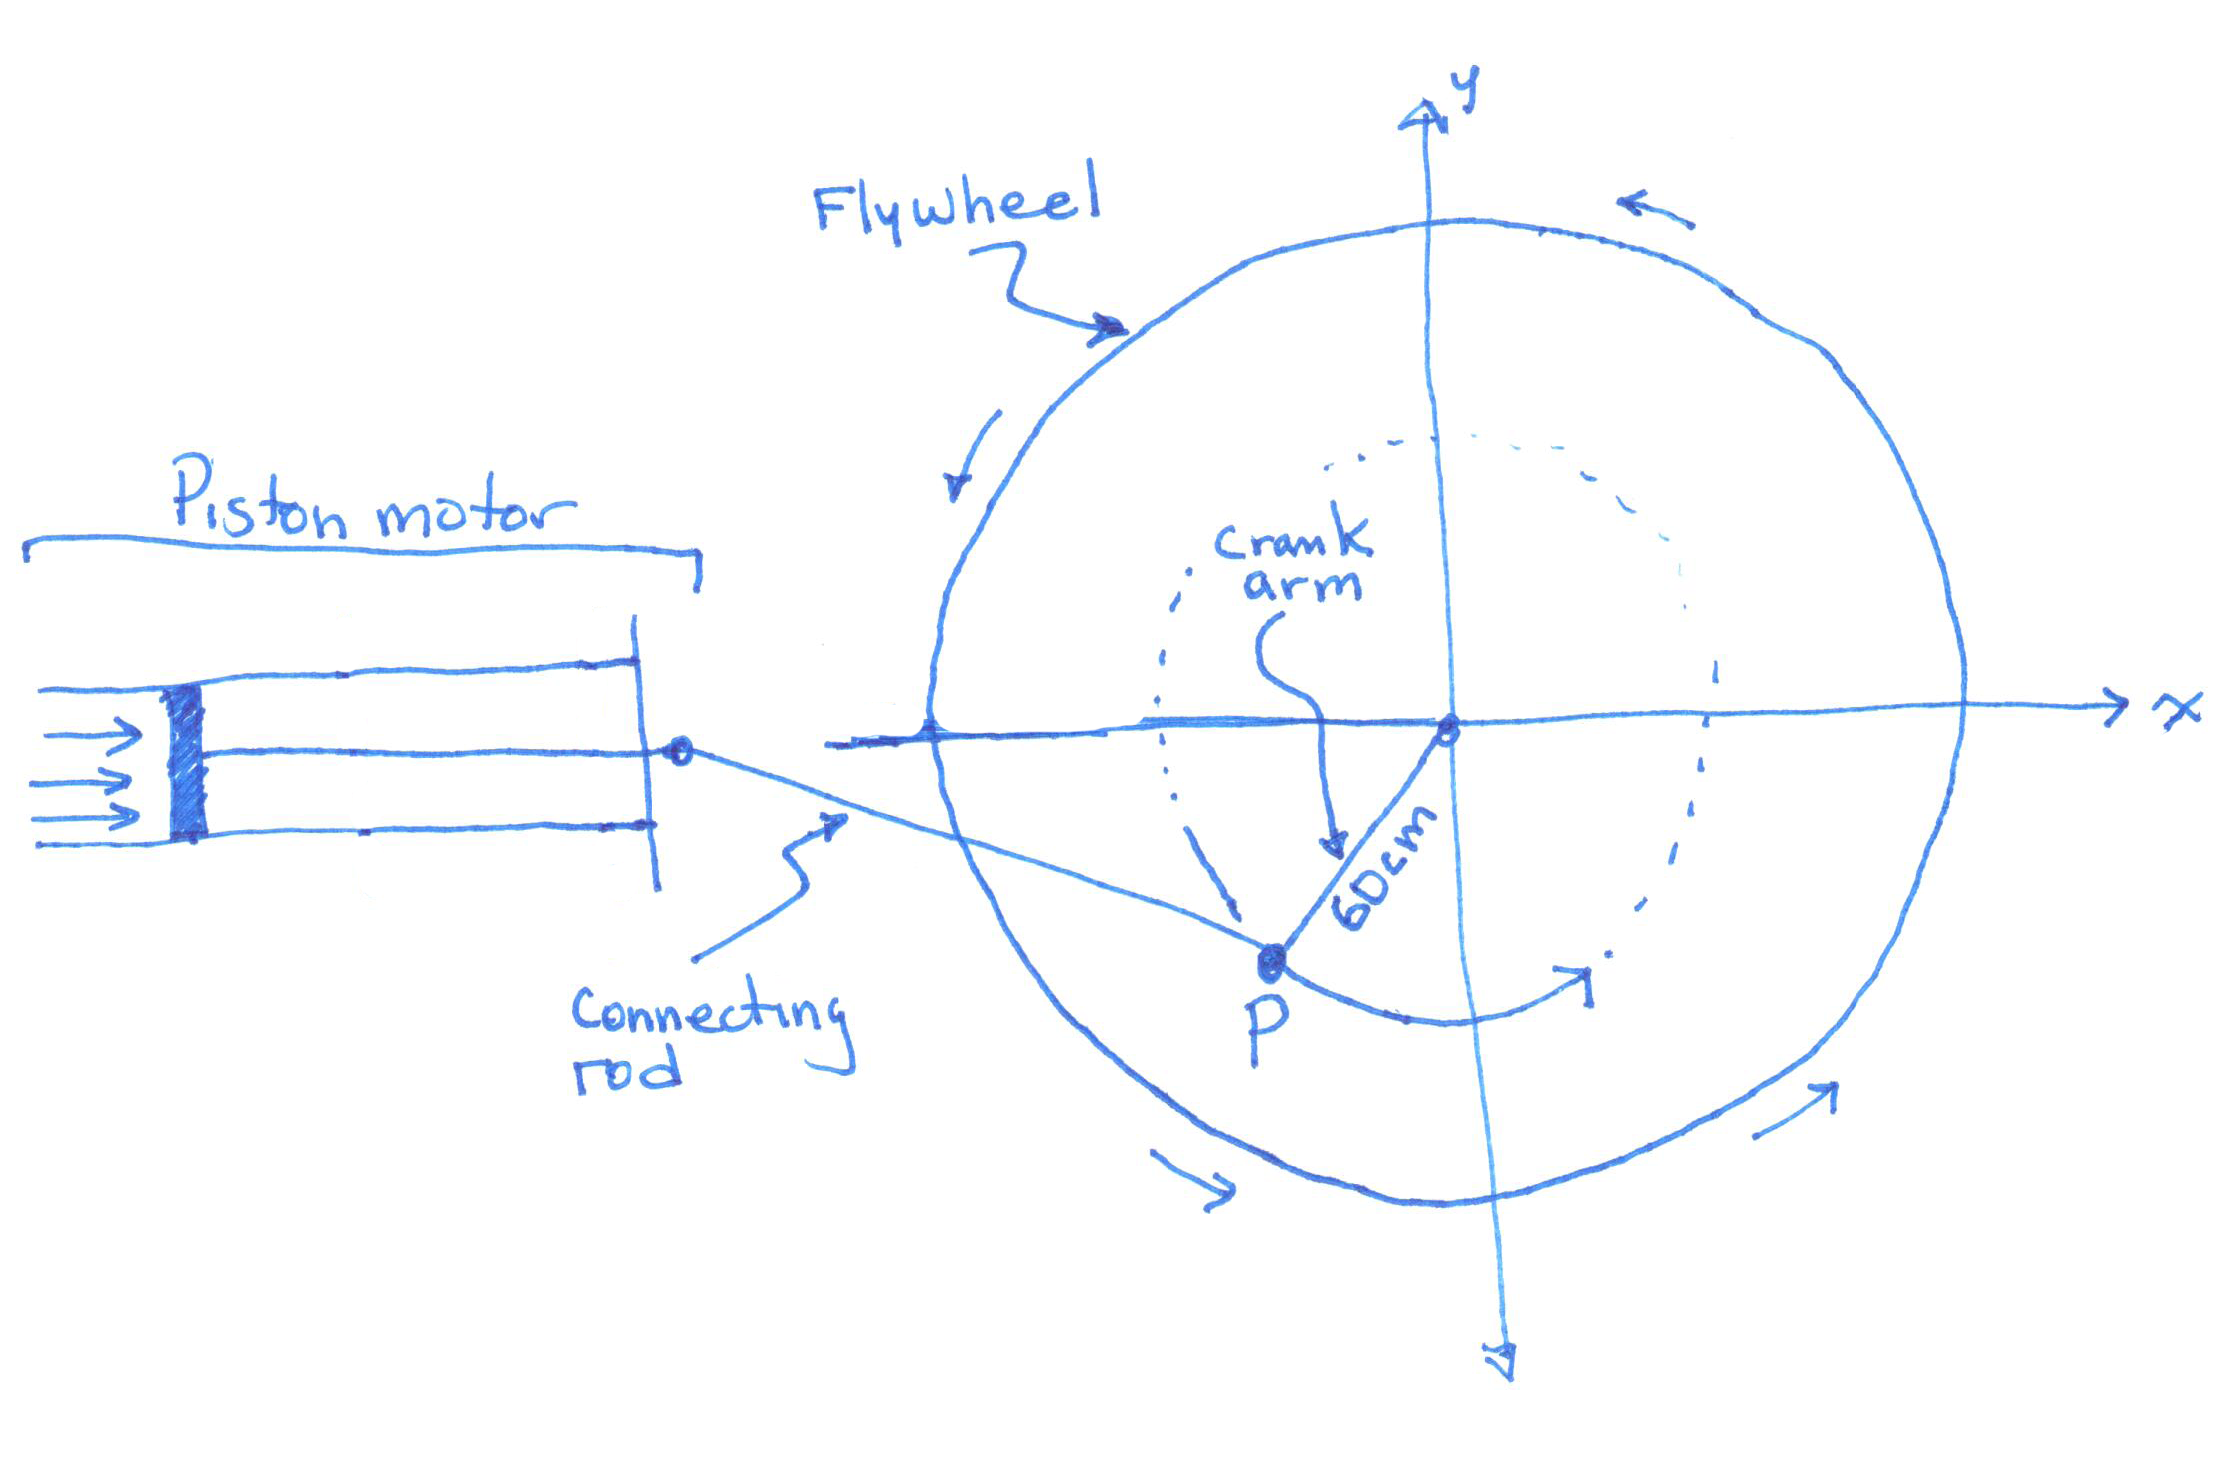 y
Flywheel
Piston motor
crank
arm
x
60cm
Connecting
rod
P